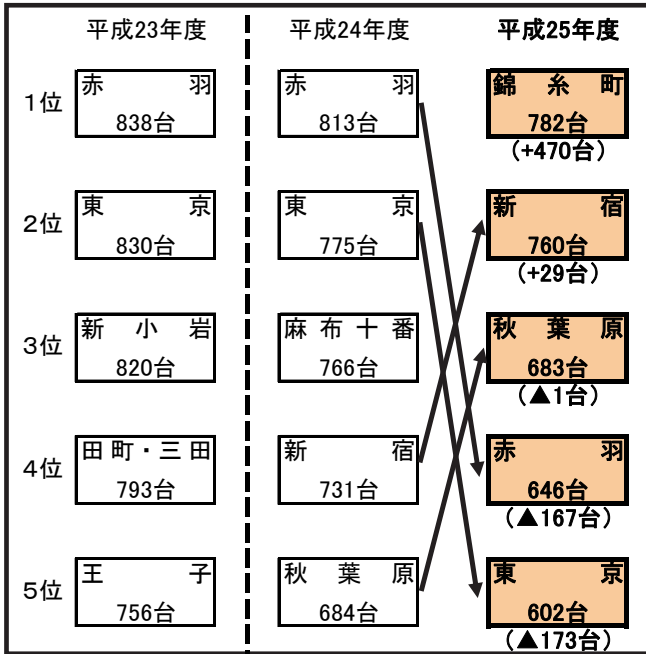 平成23年度 平成24年度 平成25年度
1位 赤羽 赤羽 錦糸町
838台 813台 782台
(+470台)
2位 東京 東京 新宿
830台 775台 760台
(+29台)
3位 新小岩 麻布十番 秋葉原
820台 766台 683台
(▲1台)
4位 田町・三田 新宿 赤羽
793台 731台 646台
(▲167台)
5位 王子 秋葉原 東京
756台 684台 602台
(▲173台)